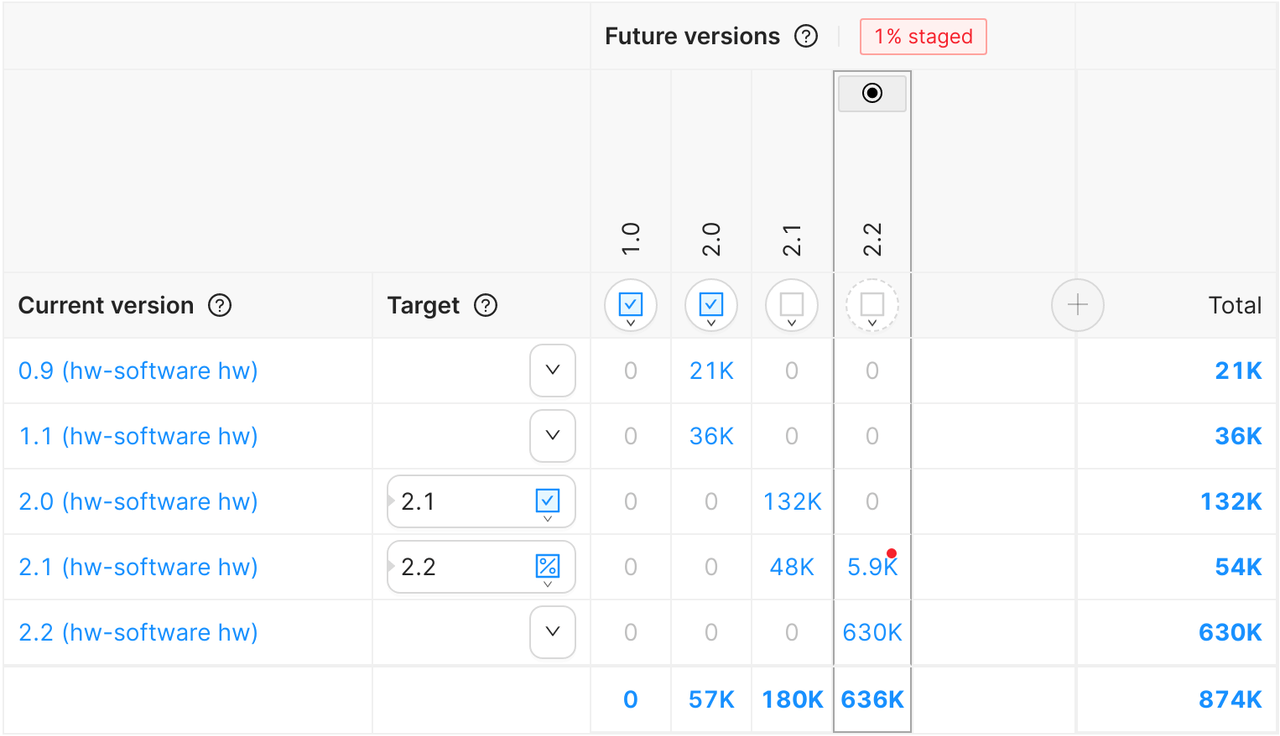 Future versions ? 1% staged
1.0 2.0 2.1 2.2
Current version ? Target ? Total
0.9 (hw-software hw) 0 21K 0 0 21K
1.1 (hw-software hw) 0 36K 0 0 36K
2.0 (hw-software hw) 2.1 0 0 132K 0 132K
2.1 (hw-software hw) 2.2 % 0 0 48K 5.9K 54K
2.2 (hw-software hw) 0 0 0 630K 630K
0 57K 180K 636K 874K